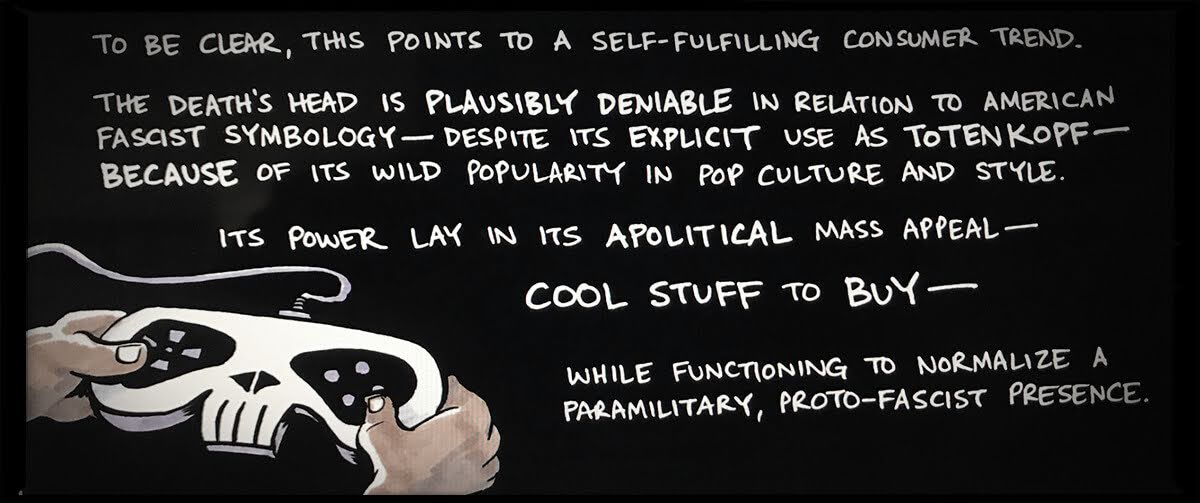 TO BE CLEAR, THIS POINTS TO A SELF-FULFILLING CONSUMER TREND.
THE DEATH'S HEAD IS PLAUSIBLY DENIABLE IN RELATION TO AMERICAN
FASCIST SYMBOLOGY—DESPITE ITS EXPLICIT USE AS TOTENKOPF—
BECAUSE OF ITS WILD POPULARITY IN POP CULTURE AND STYLE.
ITS POWER LAY IN ITS APOLITICAL MASS APPEAL—
COOL STUFF TO BUY—
WHILE FUNCTIONING TO NORMALIZE A
PARAMILITARY, PROTO-FASCIST PRESENCE.